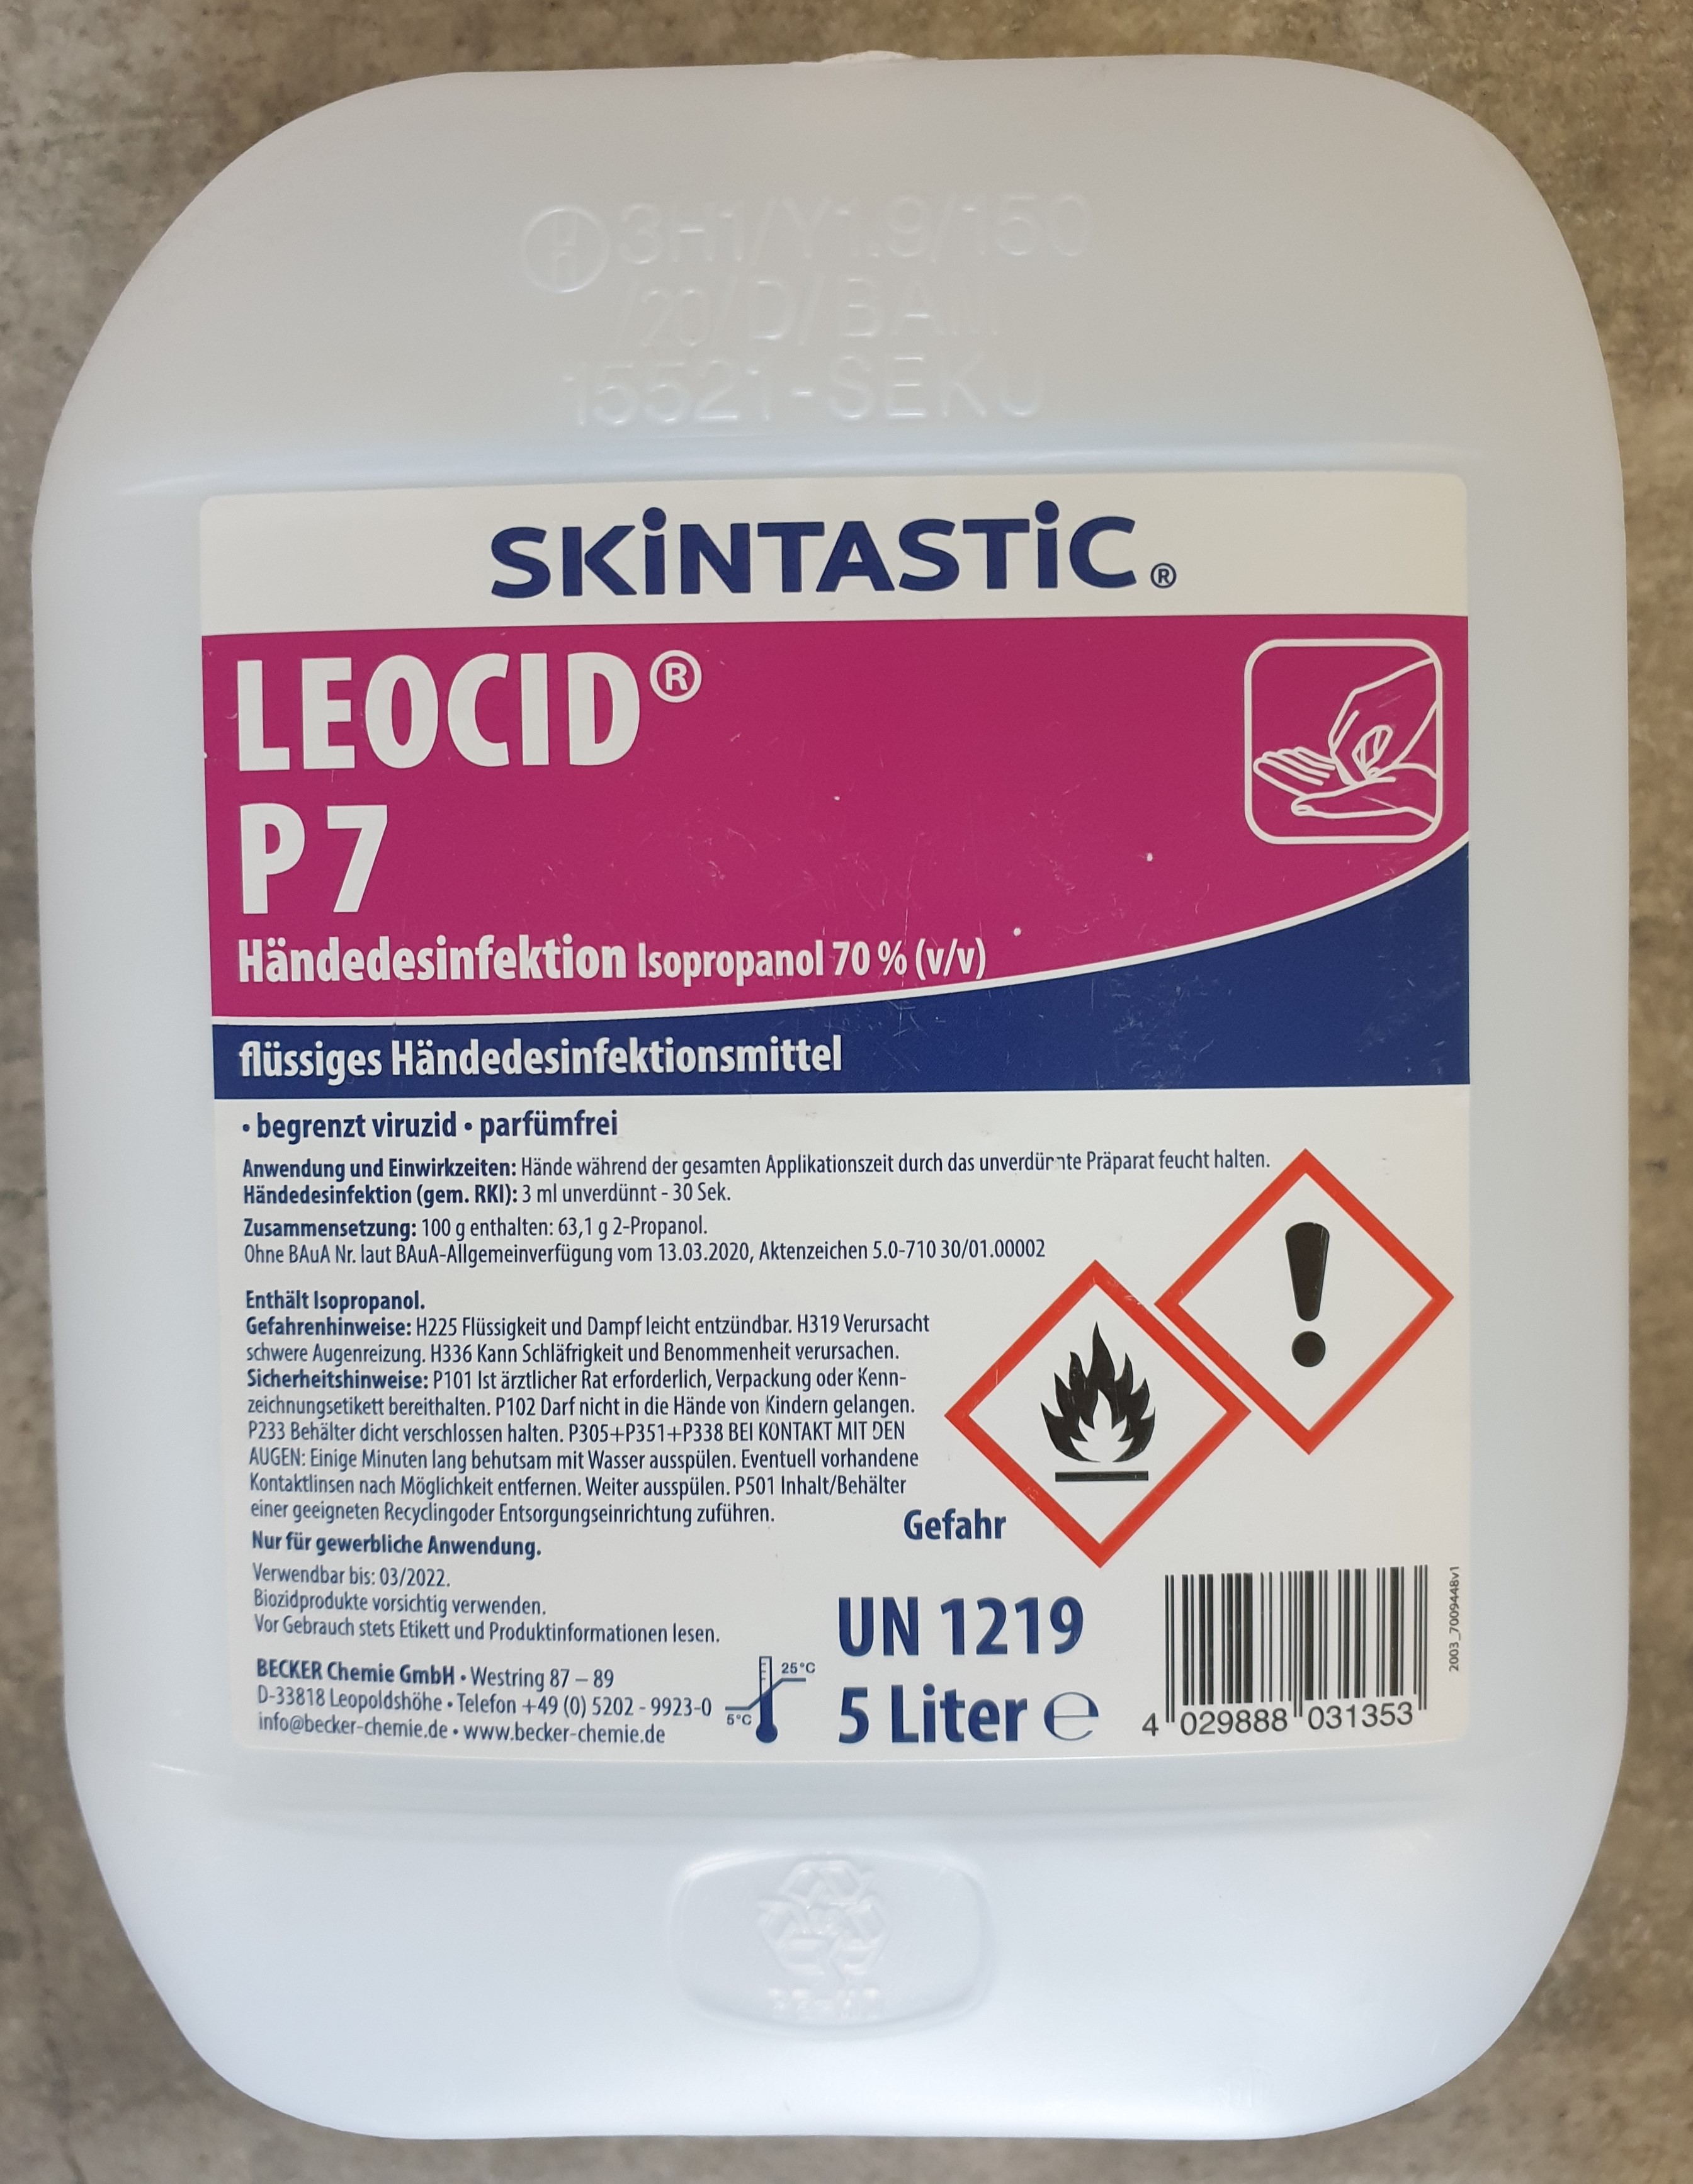 UN 3H1/Y1.9/150
/20/D/BAM
15521-SEKU
SKiNTASTiC®
LEOCID®
P7
Händedesinfektion Isopropanol 70 % (v/v)
flüssiges Händedesinfektionsmittel
• begrenzt viruzid • parfümfrei
Anwendung und Einwirkzeiten: Hände während der gesamten Applikationszeit durch das unverdünnte Präparat feucht halten.
Händedesinfektion (gem. RKI): 3 ml unverdünnt - 30 Sek.
Zusammensetzung: 100 g enthalten: 63,1 g 2-Propanol.
Ohne BAuA Nr. laut BAuA-Allgemeinverfügung vom 13.03.2020, Aktenzeichen 5.0-710 30/01.00002
Enthält Isopropanol.
Gefahrenhinweise: H225 Flüssigkeit und Dampf leicht entzündbar. H319 Verursacht
schwere Augenreizung. H336 Kann Schläfrigkeit und Benommenheit verursachen.
Sicherheitshinweise: P101 Ist ärztlicher Rat erforderlich, Verpackung oder Kenn-
zeichnungsetikett bereithalten. P102 Darf nicht in die Hände von Kindern gelangen.
P233 Behälter dicht verschlossen halten. P305+P351+P338 BEI KONTAKT MIT DEN
AUGEN: Einige Minuten lang behutsam mit Wasser ausspülen. Eventuell vorhandene
Kontaktlinsen nach Möglichkeit entfernen. Weiter ausspülen. P501 Inhalt/Behälter
einer geeigneten Recyclingoder Entsorgungseinrichtung zuführen.
Gefahr
Nur für gewerbliche Anwendung.
Verwendbar bis: 03/2022.
Biozidprodukte vorsichtig verwenden.
Vor Gebrauch stets Etikett und Produktinformationen lesen.
BECKER Chemie GmbH • Westring 87 – 89
D-33818 Leopoldshöhe • Telefon +49 (0) 5202 - 9923-0
info@becker-chemie.de • www.becker-chemie.de
25°C
5°C
UN 1219
5 Liter ℮
4 029888 031353
2003_7009448v1